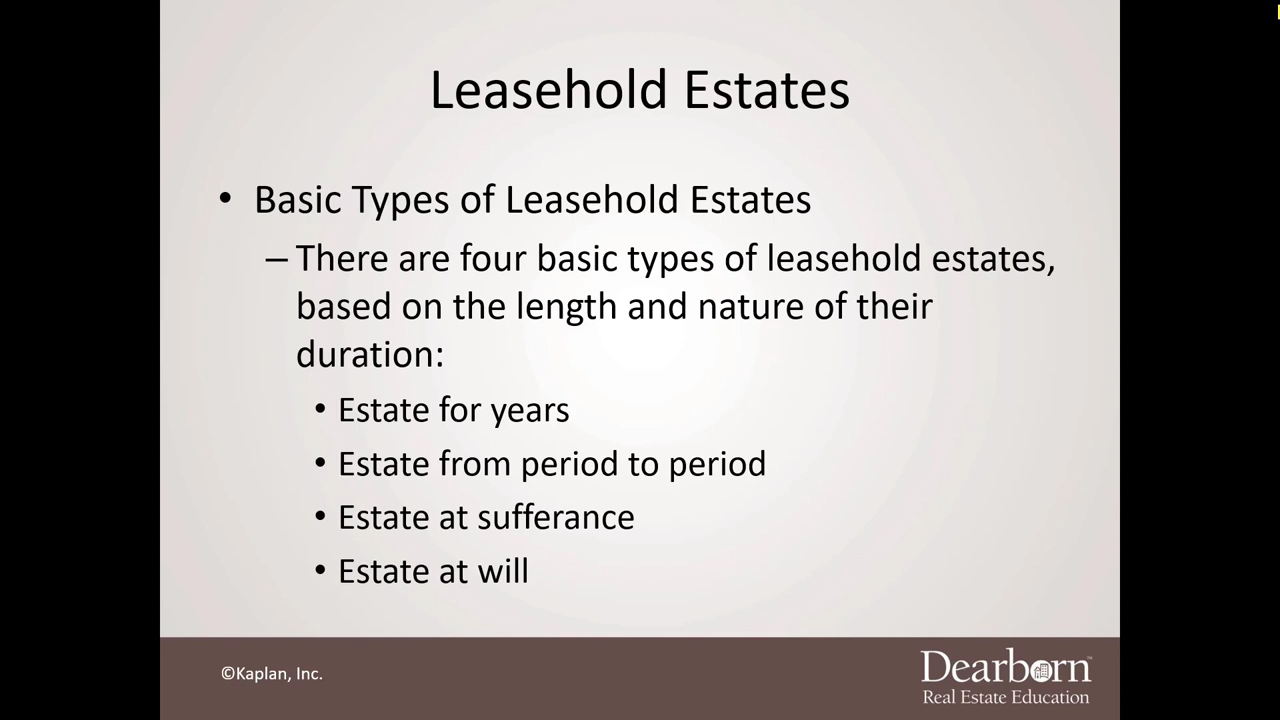 Leasehold Estates
• Basic Types of Leasehold Estates
– There are four basic types of leasehold estates,
based on the length and nature of their
duration:
• Estate for years
• Estate from period to period
• Estate at sufferance
• Estate at will
©Kaplan, Inc.
Dearborn™
Real Estate Education